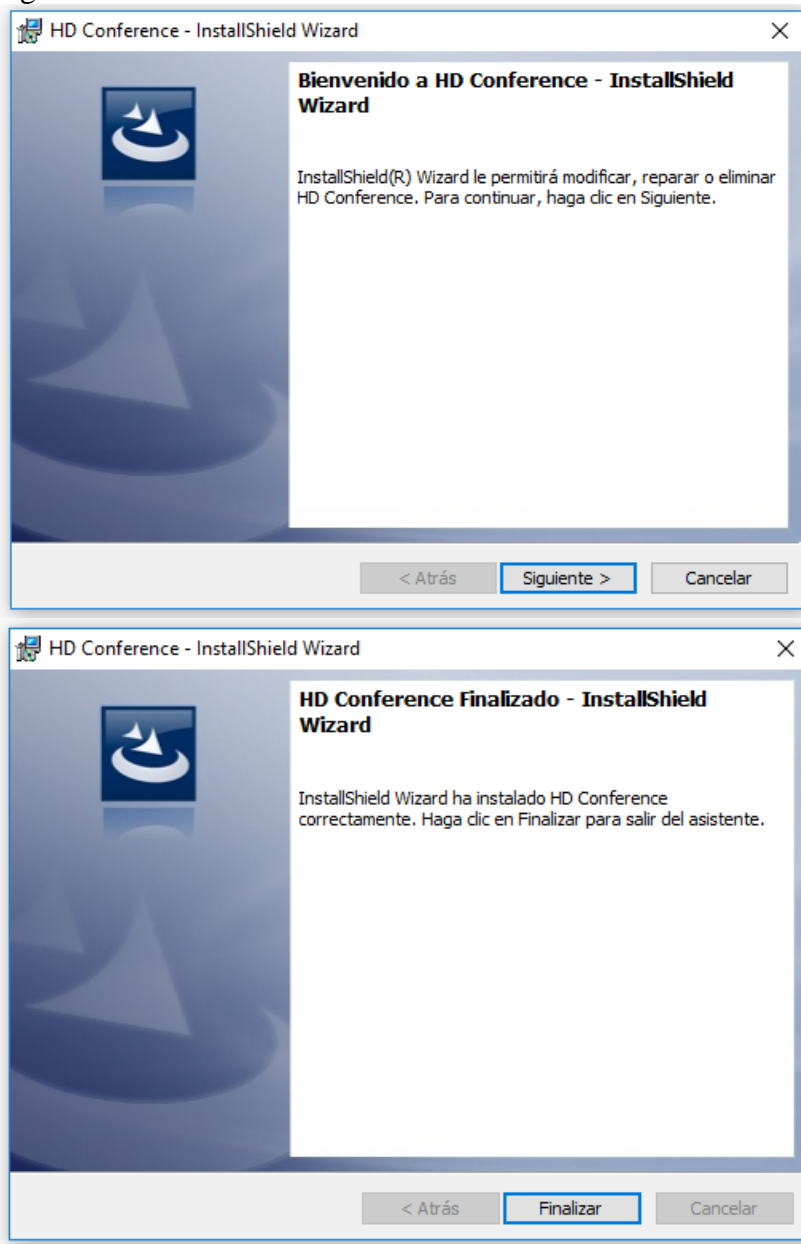 HD Conference - InstallShield Wizard
Bienvenido a HD Conference - InstallShield
Wizard
InstallShield(R) Wizard le permitirá modificar, reparar o eliminar
HD Conference. Para continuar, haga clic en Siguiente.
< Atrás
Siguiente >
Cancelar
HD Conference - InstallShield Wizard
HD Conference Finalizado - InstallShield
Wizard
InstallShield Wizard ha instalado HD Conference
correctamente. Haga clic en Finalizar para salir del asistente.
< Atrás
Finalizar
Cancelar